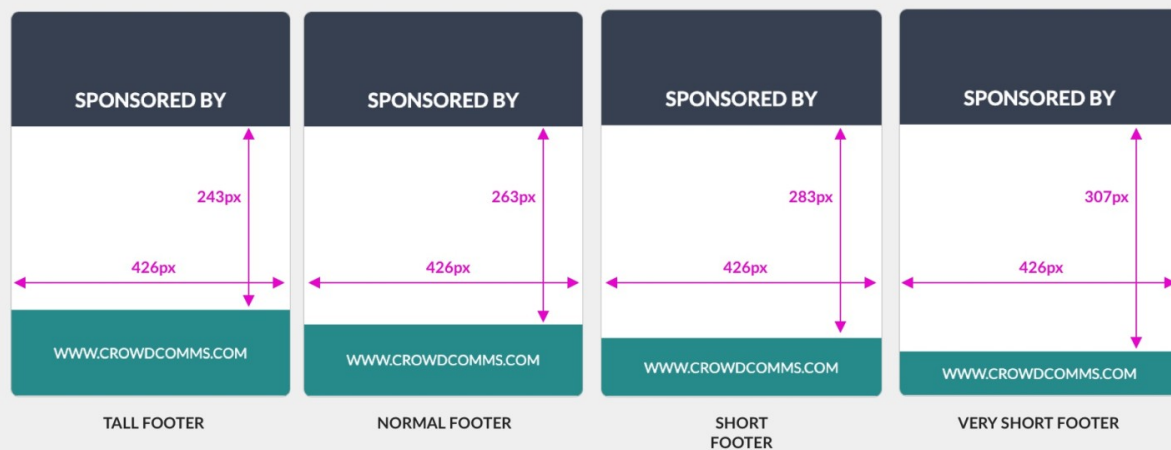 SPONSORED BY
243px
426px
WWW.CROWDCOMMS.COM
TALL FOOTER
SPONSORED BY
263px
426px
WWW.CROWDCOMMS.COM
NORMAL FOOTER
SPONSORED BY
283px
426px
WWW.CROWDCOMMS.COM
SHORT
FOOTER
SPONSORED BY
307px
426px
WWW.CROWDCOMMS.COM
VERY SHORT FOOTER